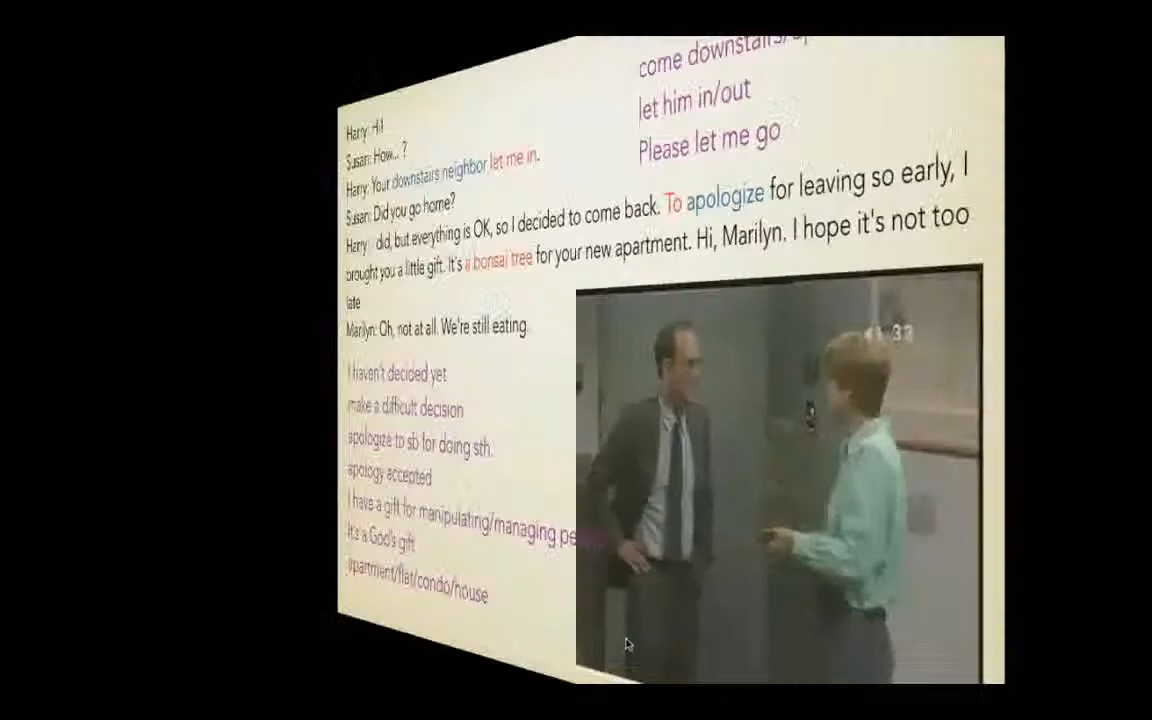 come downstairs/
let him in/out
Please let me go
Harry: Hi!
Susan: How... ?
Harry: Your downstairs neighbor let me in.
Susan: Did you go home?
Harry: did, but everything is OK, so I decided to come back. To apologize for leaving so early, I
brought you a little gift. It's a bonsai tree for your new apartment. Hi, Marilyn. I hope it's not too
late
Marilyn: Oh, not at all. We're still eating.
I haven't decided yet
make a difficult decision
apologize to sb for doing sth.
apology accepted
I have a gift for manipulating/managing
It's a God's gift
apartment/flat/condo/house